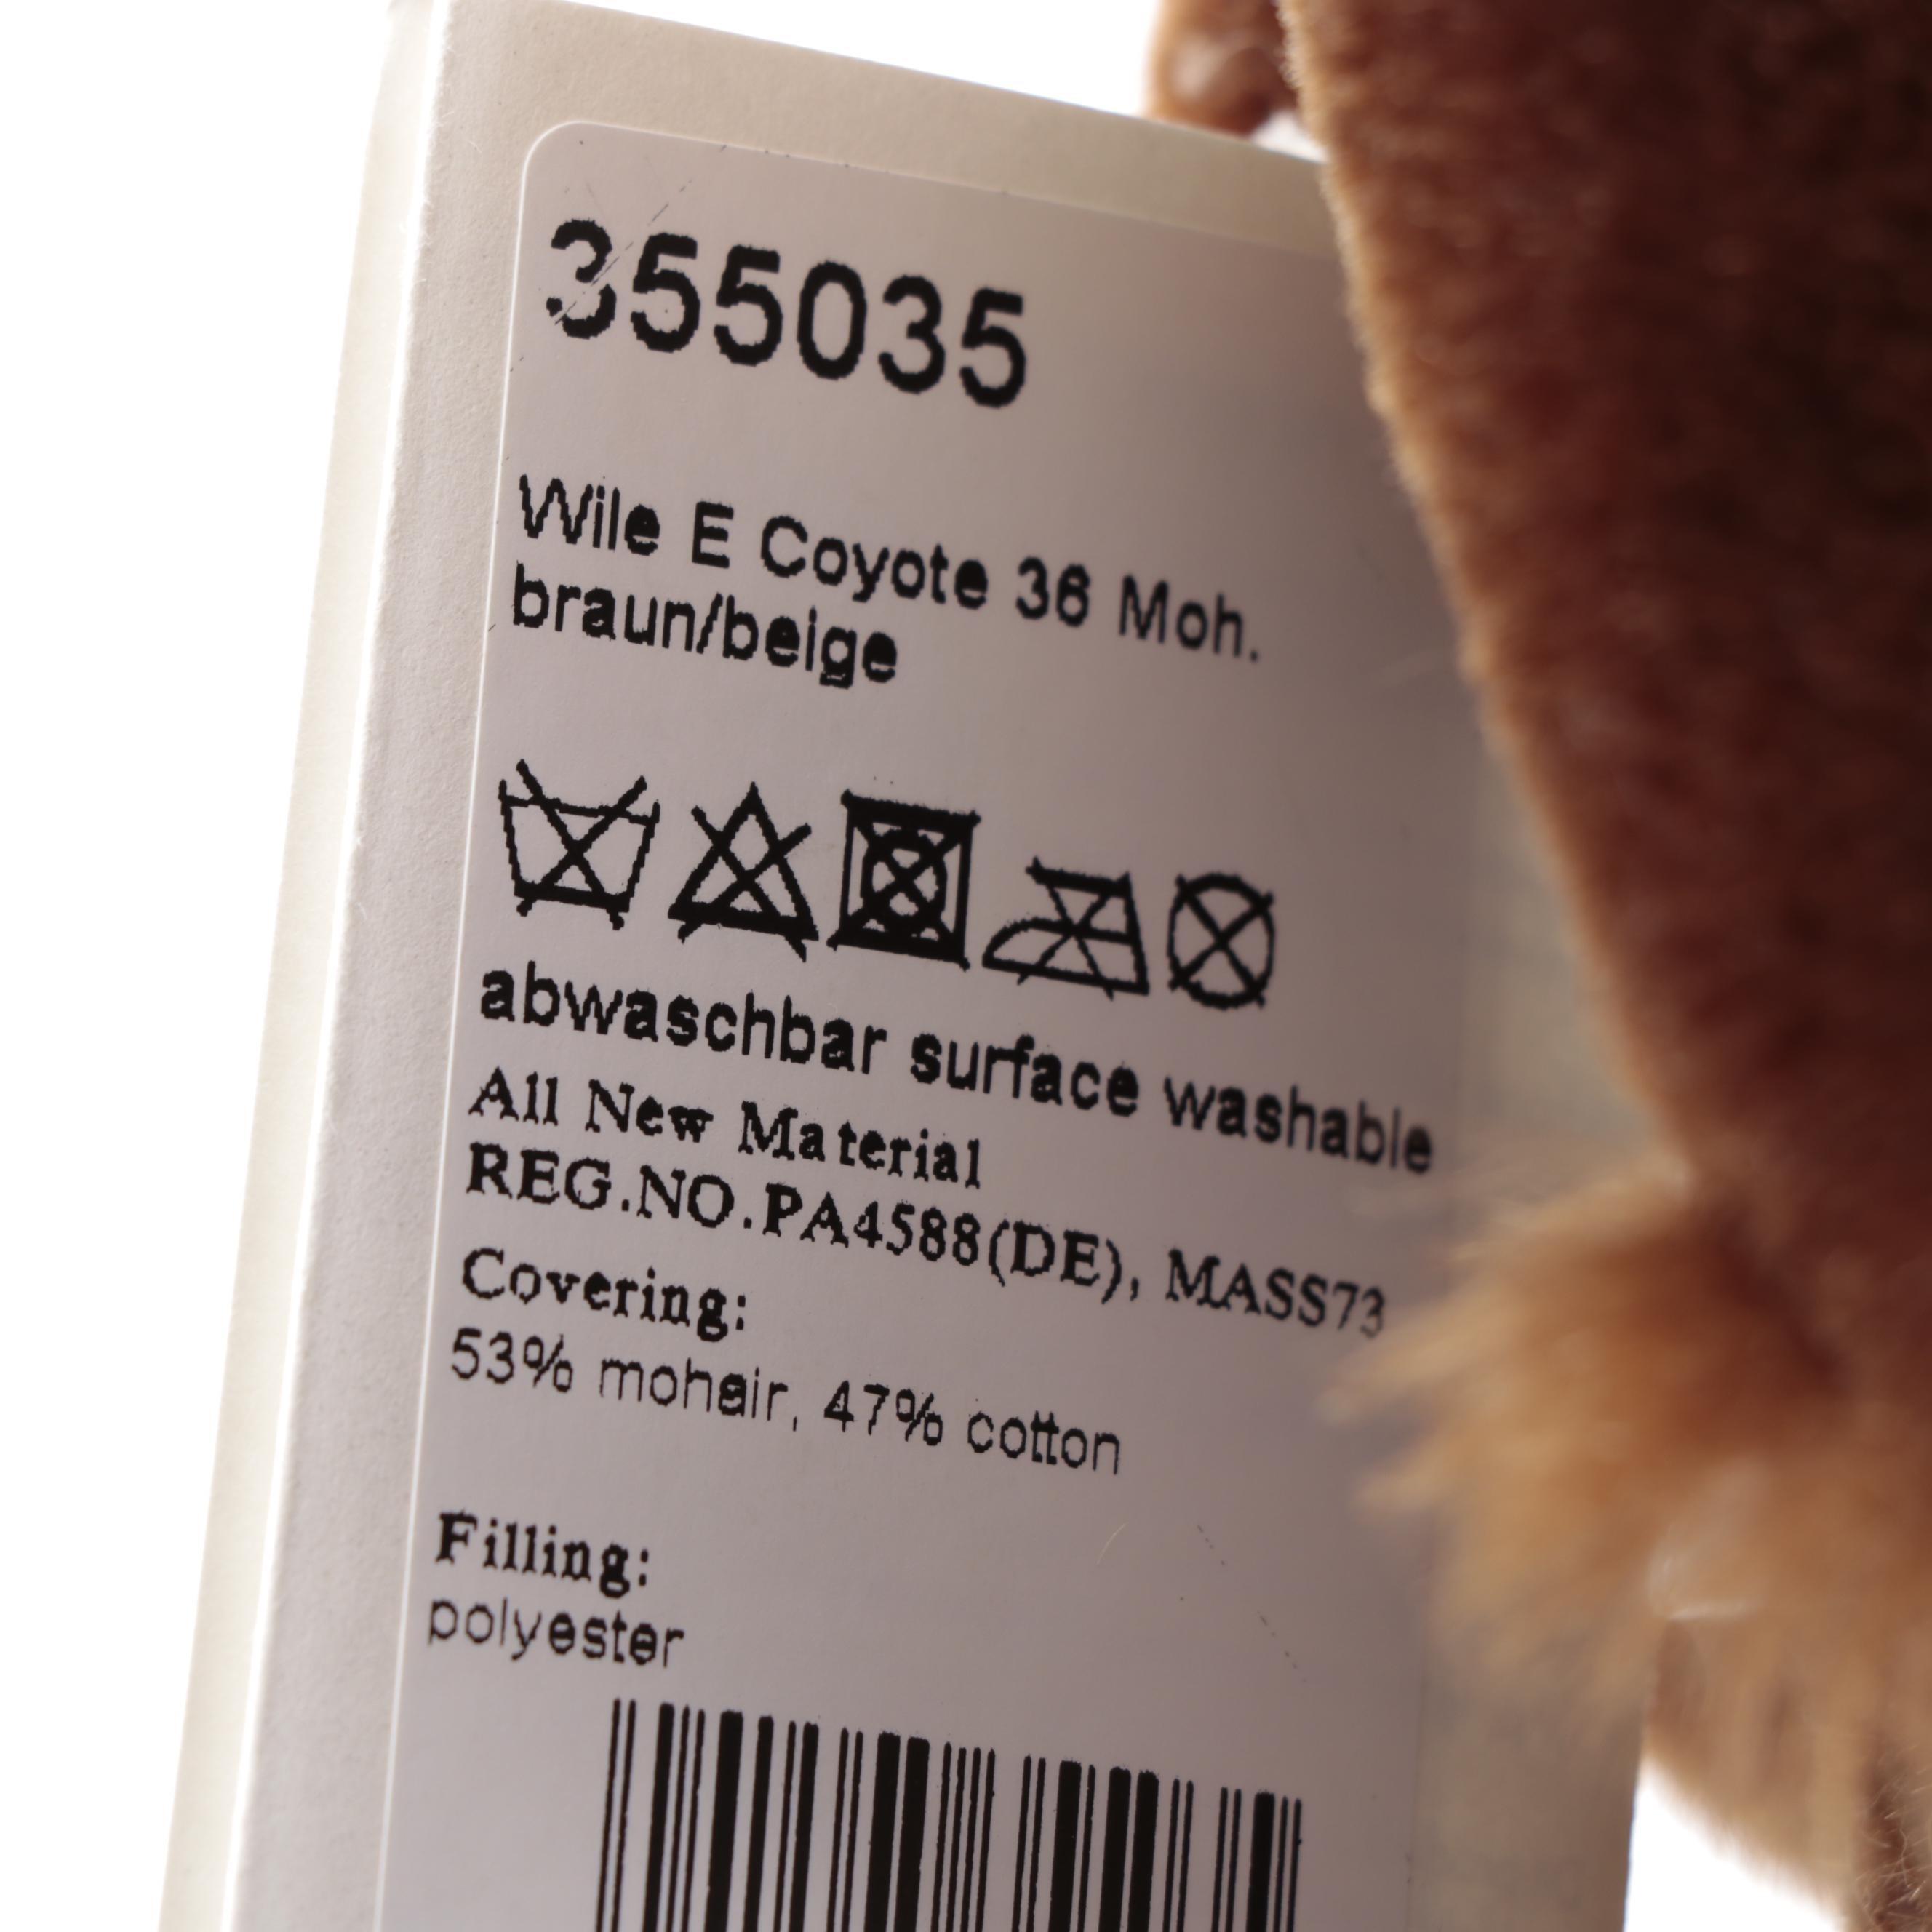 355035
Wile E Coyote 36 Moh.
braun/beige
abwaschbar surface washable
All New Material
REG.NO.PA4588(DE), MASS73
Covering:
53% mohair, 47% cotton
Filling:
polyester